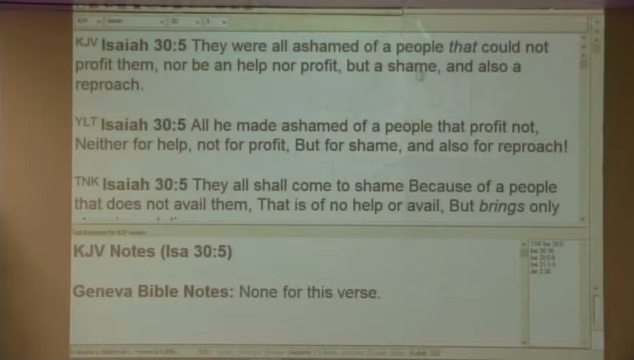 KJV Isaiah 30:5 They were all ashamed of a people that could not
profit them, nor be an help nor profit, but a shame, and also a
reproach.
YLT Isaiah 30:5 All he made ashamed of a people that profit not,
Neither for help, not for profit, But for shame, and also for reproach!
TNK Isaiah 30:5 They all shall come to shame Because of a people
that does not avail them, That is of no help or avail, But brings only
KJV Notes (Isa 30:5)
Geneva Bible Notes: None for this verse.